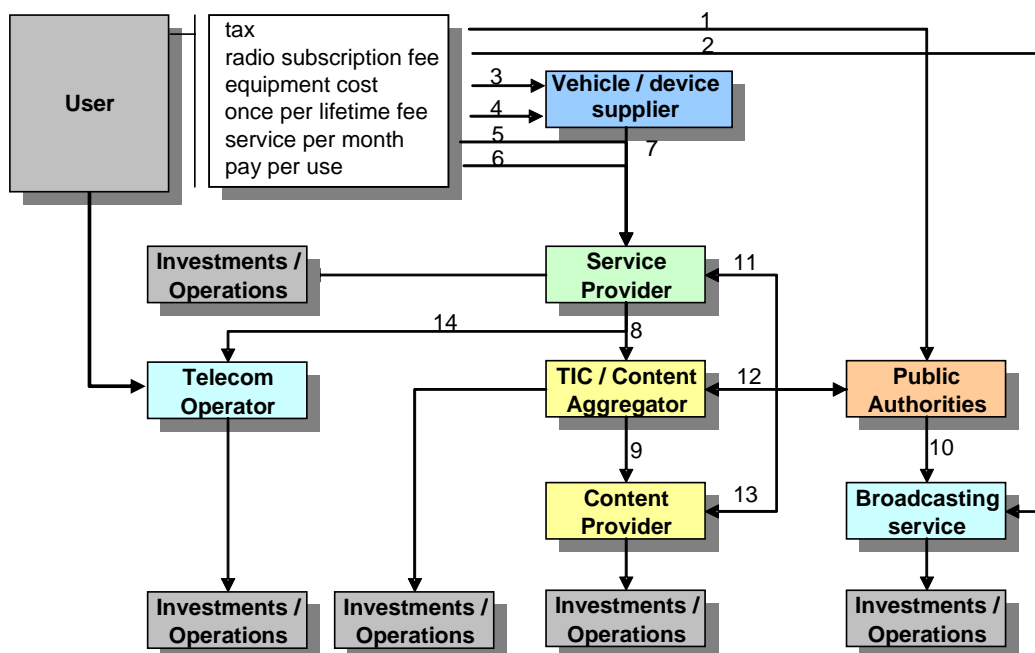 User
tax
radio subscription fee
equipment cost
once per lifetime fee
service per month
pay per use
1
2
3
4
5
6
Vehicle / device
supplier
7
Investments /
Operations
Service
Provider
11
14
8
Telecom
Operator
TIC / Content
Aggregator
12
Public
Authorities
9
10
Content
Provider
13
Broadcasting
service
Investments /
Operations
Investments /
Operations
Investments /
Operations
Investments /
Operations